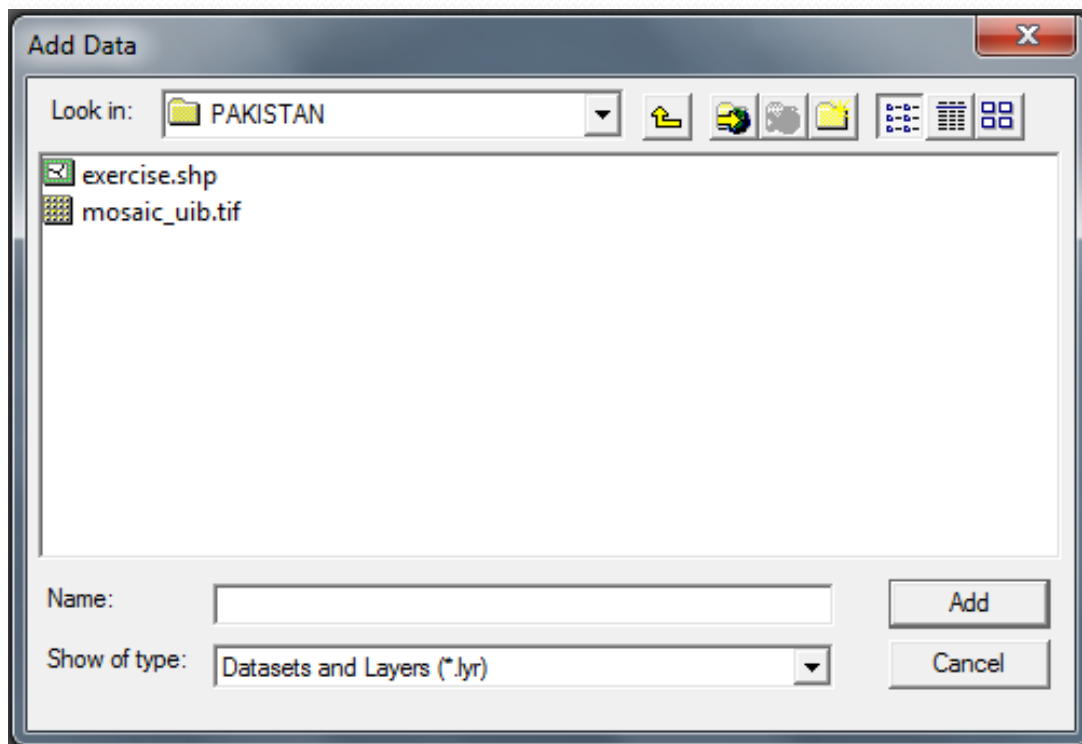 Add Data
Look in: PAKISTAN
exercise.shp
mosaic_uib.tif
Name: Add
Show of type: Datasets and Layers (*.lyr) Cancel